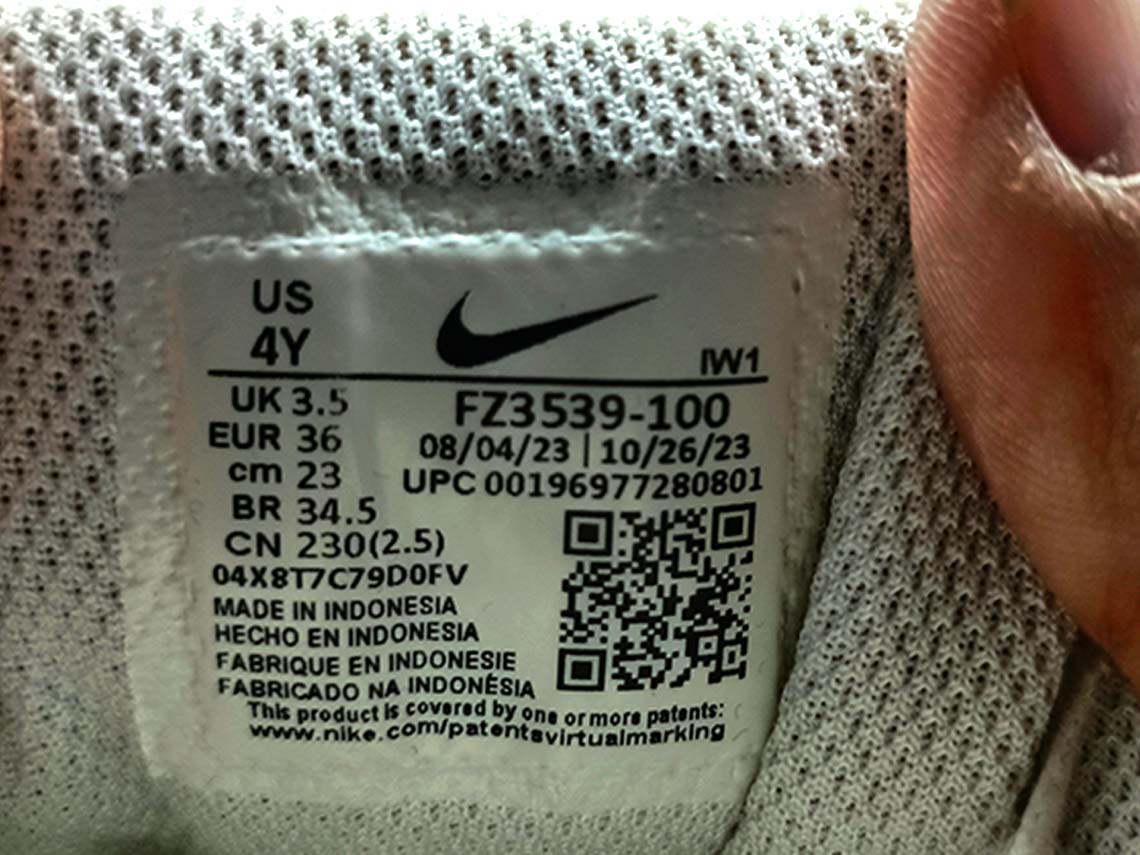 US
4Y
IW1
UK 3.5
EUR 36
cm 23
BR 34.5
CN 230(2.5)
FZ3539-100
08/04/23 | 10/26/23
UPC 00196977280801
04X8T7C79D0FV
MADE IN INDONESIA
HECHO EN INDONESIA
FABRIQUE EN INDONESIE
FABRICADO NA INDONÉSIA
This product is covered by one or more patents:
www.nike.com/patentsvirtualmarking